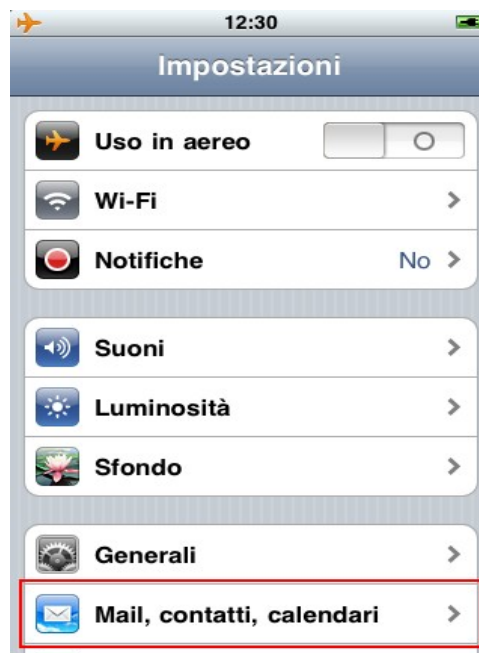 12:30
Impostazioni
Uso in aereo
Wi-Fi
Notifiche No
Suoni
Luminosità
Sfondo
Generali
Mail, contatti, calendari